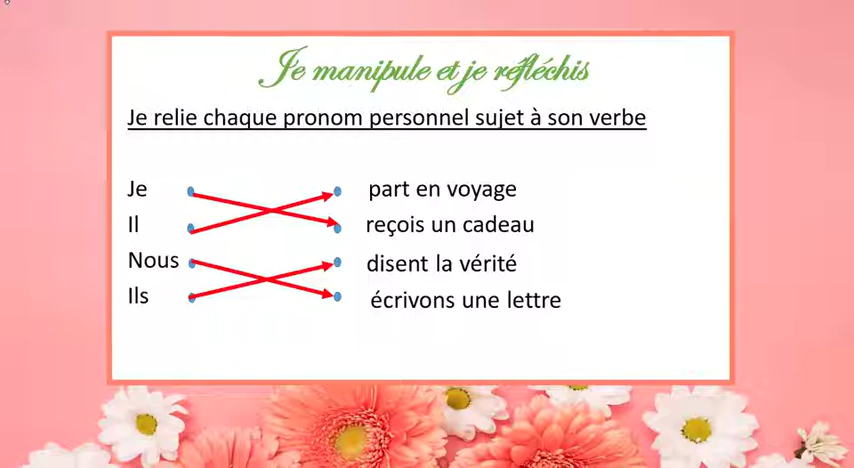 Je manipule et je réfléchis
Je relie chaque pronom personnel sujet à son verbe
Je part en voyage
Il reçois un cadeau
Nous disent la vérité
Ils écrivons une lettre